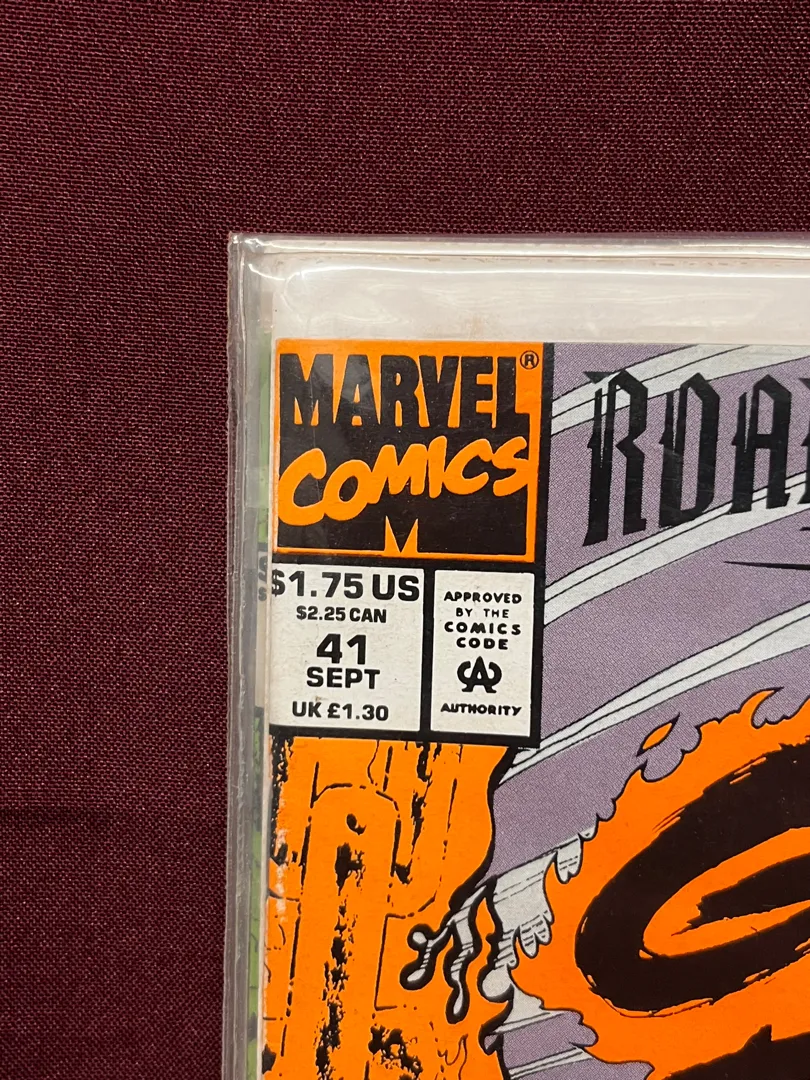 MARVEL®
COMICS
M
$1.75 US
$2.25 CAN
41
SEPT
UK £1.30
APPROVED
BY THE
COMICS
CODE
CA
AUTHORITY